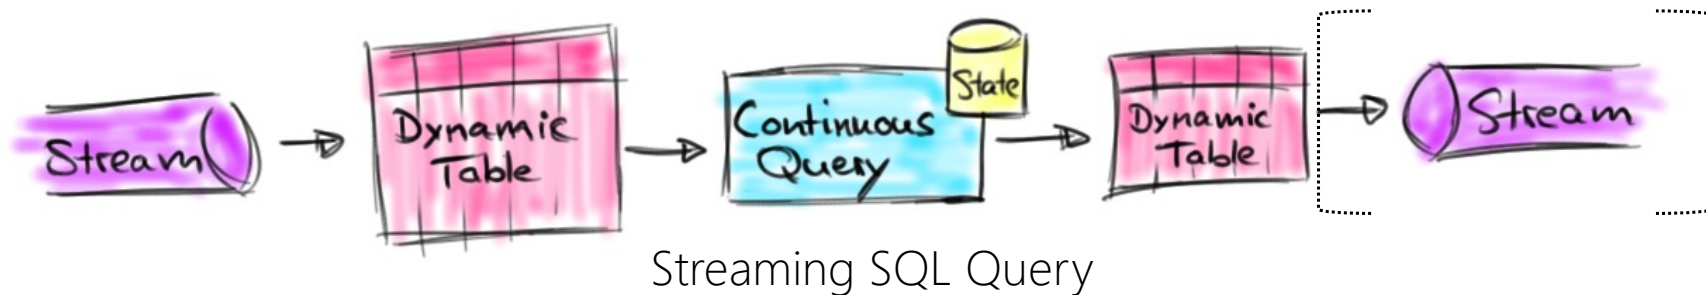 Stream
Dynamic
Table
Continuous
Query
State
Dynamic
Table
Stream
Streaming SQL Query